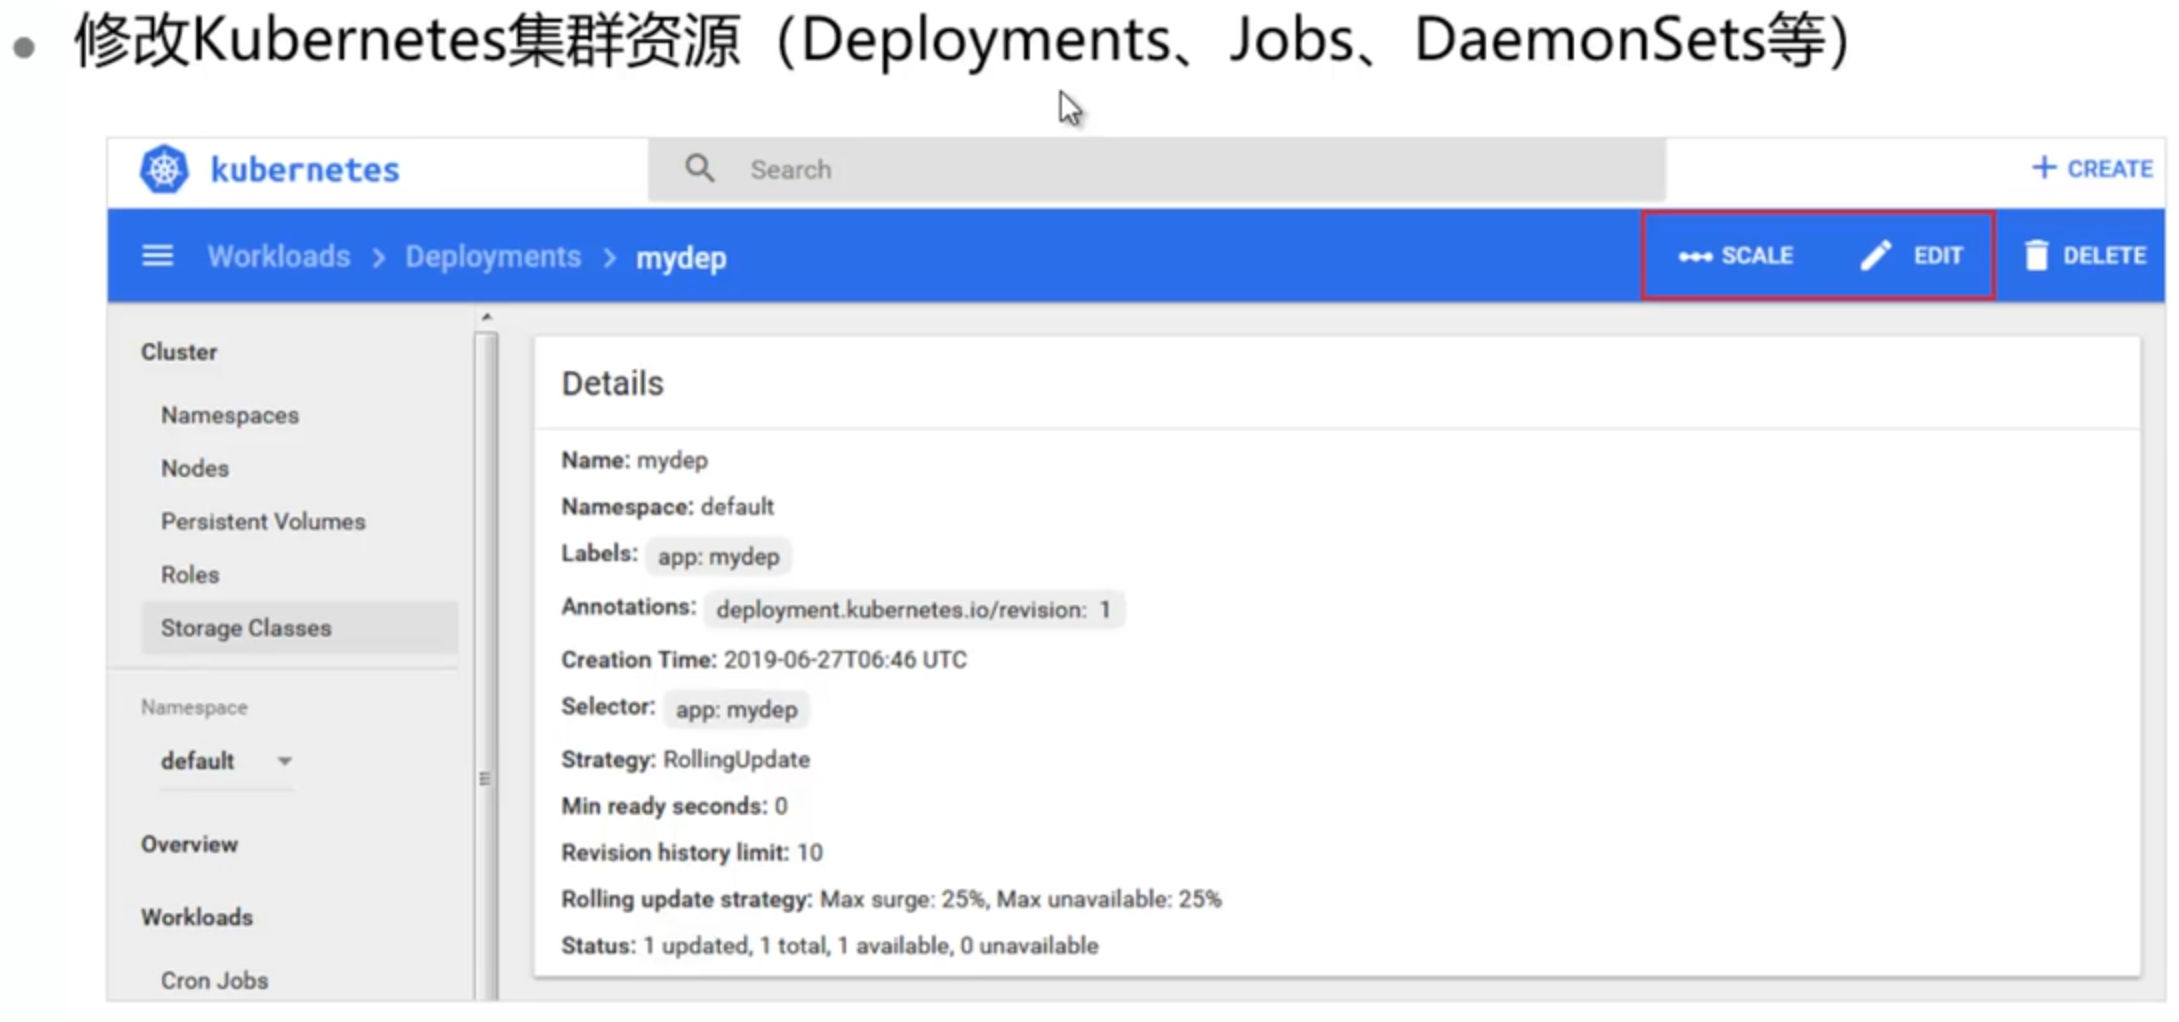 修改Kubernetes集群资源（Deployments、Jobs、DaemonSets等）
kubernetes
Search
+ CREATE
Workloads > Deployments > mydep
SCALE
EDIT
DELETE
Cluster
Namespaces
Nodes
Persistent Volumes
Roles
Storage Classes
Namespace
default
Overview
Workloads
Cron Jobs
Details
Name: mydep
Namespace: default
Labels: app: mydep
Annotations: deployment.kubernetes.io/revision: 1
Creation Time: 2019-06-27T06:46 UTC
Selector: app: mydep
Strategy: RollingUpdate
Min ready seconds: 0
Revision history limit: 10
Rolling update strategy: Max surge: 25%, Max unavailable: 25%
Status: 1 updated, 1 total, 1 available, 0 unavailable